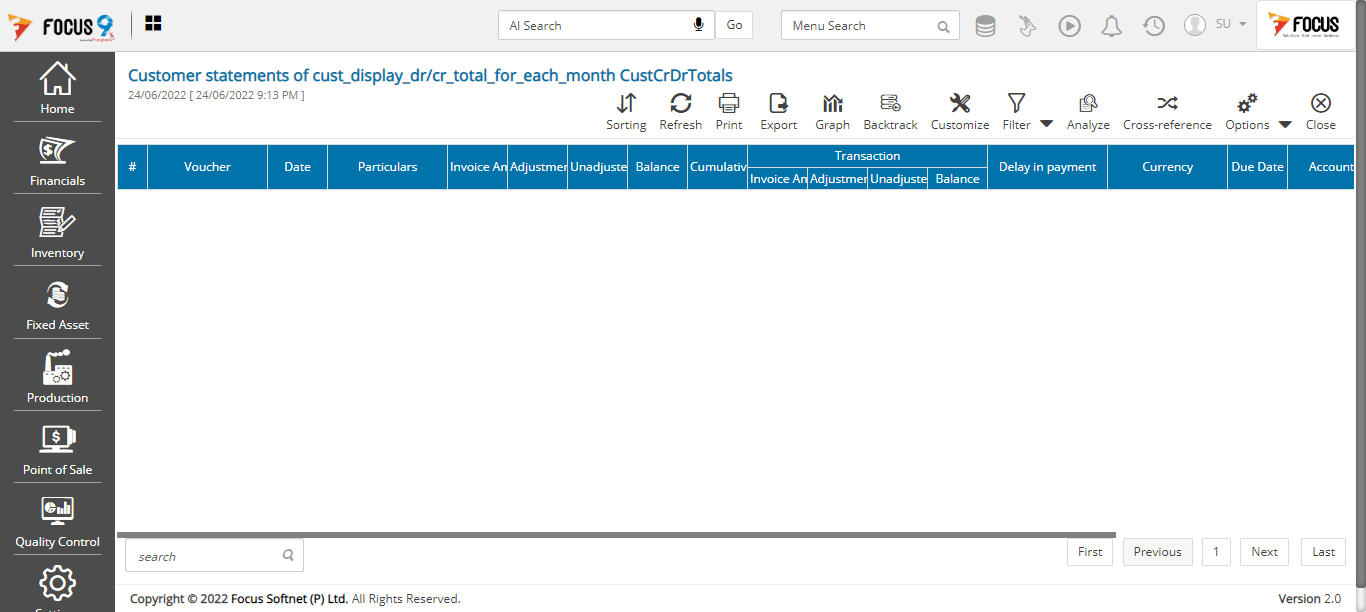 FOCUS 9
AI Search
Go
Menu Search
SU
FOCUS
Customer statements of cust_display_dr/cr_total_for_each_month CustCrDrTotals
24/06/2022 [ 24/06/2022 9:13 PM ]
Sorting Refresh Print Export Graph Backtrack Customize Filter Analyze Cross-reference Options Close
Home
Financials
Inventory
Fixed Asset
Production
Point of Sale
Quality Control
# Voucher Date Particulars Invoice An Adjustmer Unadjuste Balance Cumulativ Transaction Delay in payment Currency Due Date Account
Invoice An Adjustmer Unadjuste Balance
search
First Previous 1 Next Last
Copyright © 2022 Focus Softnet (P) Ltd. All Rights Reserved.
Version 2.0